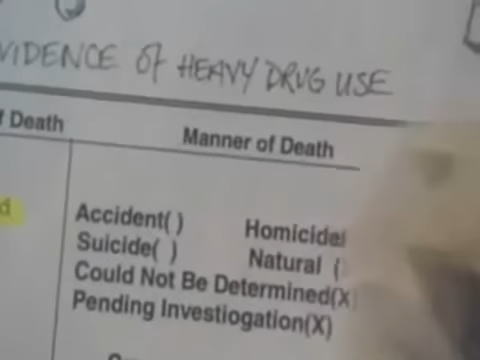 VIDENCE Of HEAVY DRUG USE
f Death
Manner of Death
d
Accident( ) Homicide(
Suicide( ) Natural (
Could Not Be Determined(X
Pending Investiogation(X)